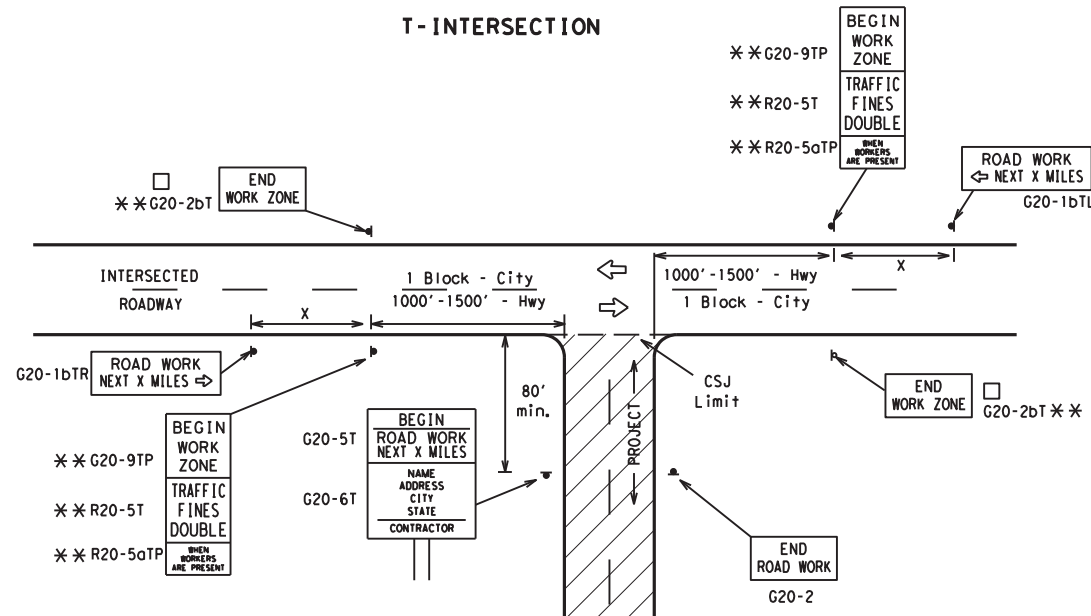 T-INTERSECTION
BEGIN
WORK
ZONE
TRAFFIC
FINES
DOUBLE
WHEN
WORKERS
ARE PRESENT
**G20-9TP
**R20-5T
**R20-5aTP
ROAD WORK
⇦ NEXT X MILES
G20-1bTL
□
**G20-2bT
END
WORK ZONE
INTERSECTED
ROADWAY
1 Block - City
1000'-1500' - Hwy
X
⇦
⇨
1000'-1500' - Hwy
1 Block - City
X
G20-1bTR
ROAD WORK
NEXT X MILES ⇨
80'
min.
CSJ
Limit
PROJECT
END
WORK ZONE
□
G20-2bT **
**G20-9TP
**R20-5T
**R20-5aTP
BEGIN
WORK
ZONE
TRAFFIC
FINES
DOUBLE
WHEN
WORKERS
ARE PRESENT
G20-5T
G20-6T
BEGIN
ROAD WORK
NEXT X MILES
NAME
ADDRESS
CITY
STATE
CONTRACTOR
END
ROAD WORK
G20-2